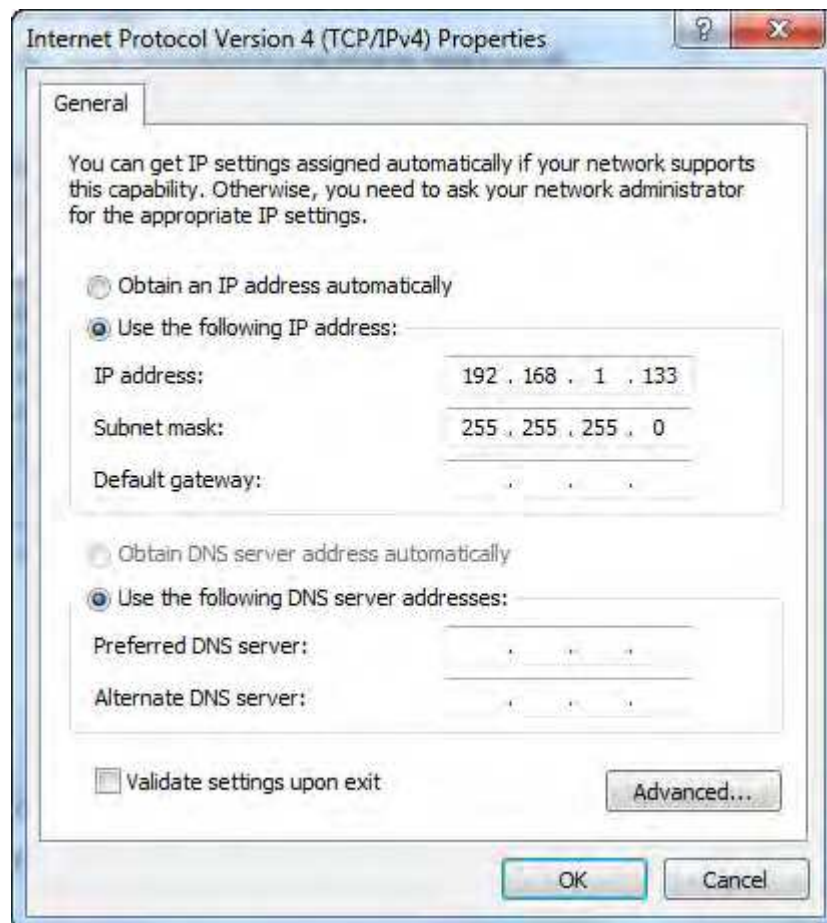 Internet Protocol Version 4 (TCP/IPv4) Properties
?
General
You can get IP settings assigned automatically if your network supports
this capability. Otherwise, you need to ask your network administrator
for the appropriate IP settings.
Obtain an IP address automatically
Use the following IP address:
IP address: 192 . 168 . 1 . 133
Subnet mask: 255 . 255 . 255 . 0
Default gateway: . . .
Obtain DNS server address automatically
Use the following DNS server addresses:
Preferred DNS server: . . .
Alternate DNS server: . . .
Validate settings upon exit
Advanced...
OK Cancel